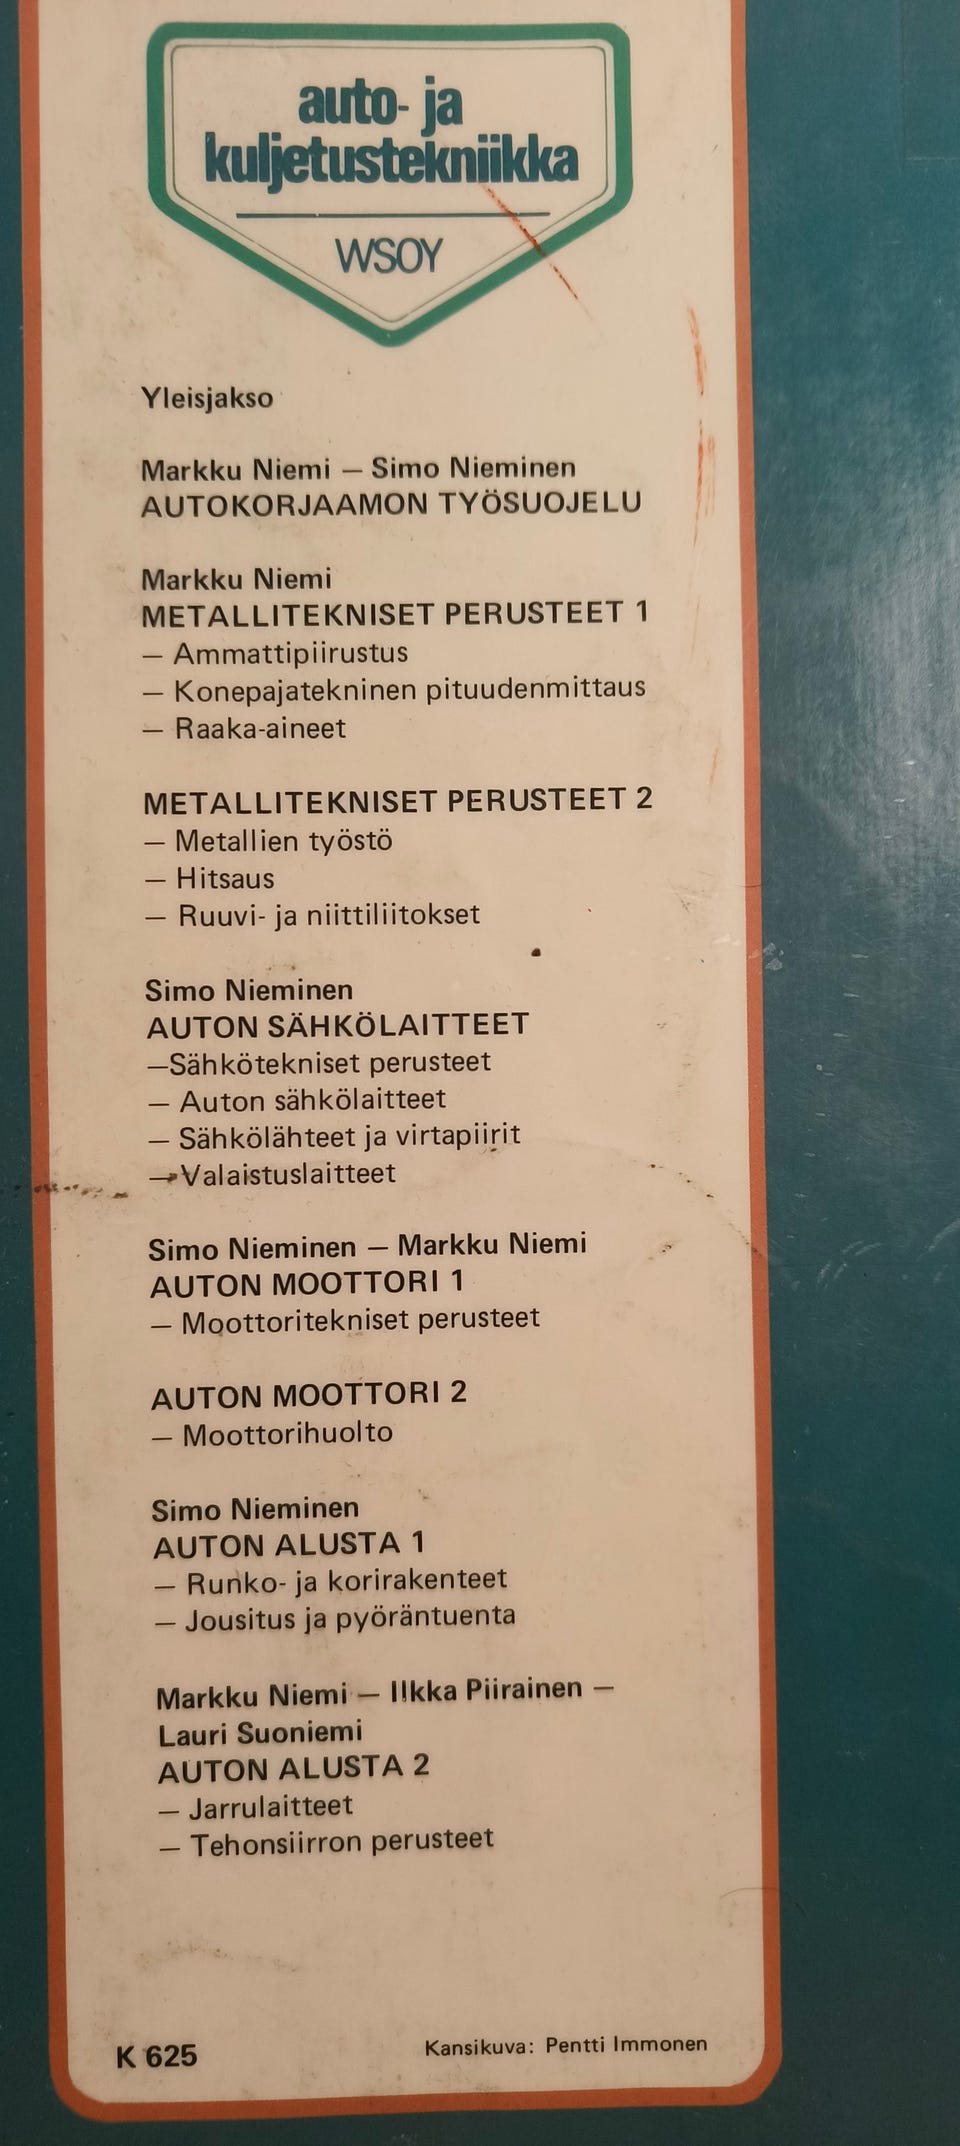 auto- ja
kuljetustekniikka
WSOY
Yleisjakso
Markku Niemi — Simo Nieminen
AUTOKORJAAMON TYÖSUOJELU
Markku Niemi
METALLITEKNISET PERUSTEET 1
— Ammattipiirustus
— Konepajatekninen pituudenmittaus
— Raaka-aineet
METALLITEKNISET PERUSTEET 2
— Metallien työstö
— Hitsaus
— Ruuvi- ja niittiliitokset
Simo Nieminen
AUTON SÄHKÖLAITTEET
—Sähkötekniset perusteet
— Auton sähkölaitteet
— Sähkölähteet ja virtapiirit
—Valaistuslaitteet
Simo Nieminen — Markku Niemi
AUTON MOOTTORI 1
— Moottoritekniset perusteet
AUTON MOOTTORI 2
— Moottorihuolto
Simo Nieminen
AUTON ALUSTA 1
— Runko- ja korirakenteet
— Jousitus ja pyöräntuenta
Markku Niemi — Ilkka Piirainen —
Lauri Suoniemi
AUTON ALUSTA 2
— Jarrulaitteet
— Tehonsiirron perusteet
K 625
Kansikuva: Pentti Immonen